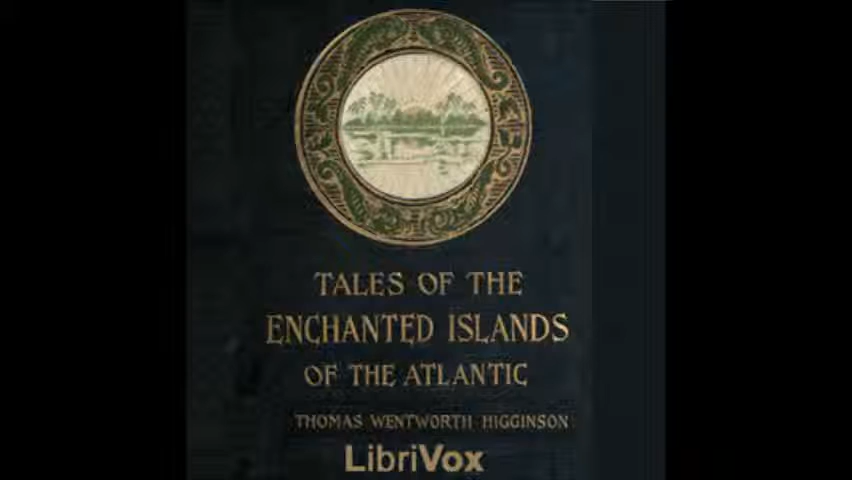 TALES OF THE
ENCHANTED ISLANDS
OF THE ATLANTIC
THOMAS WENTWORTH HIGGINSON
LibriVox